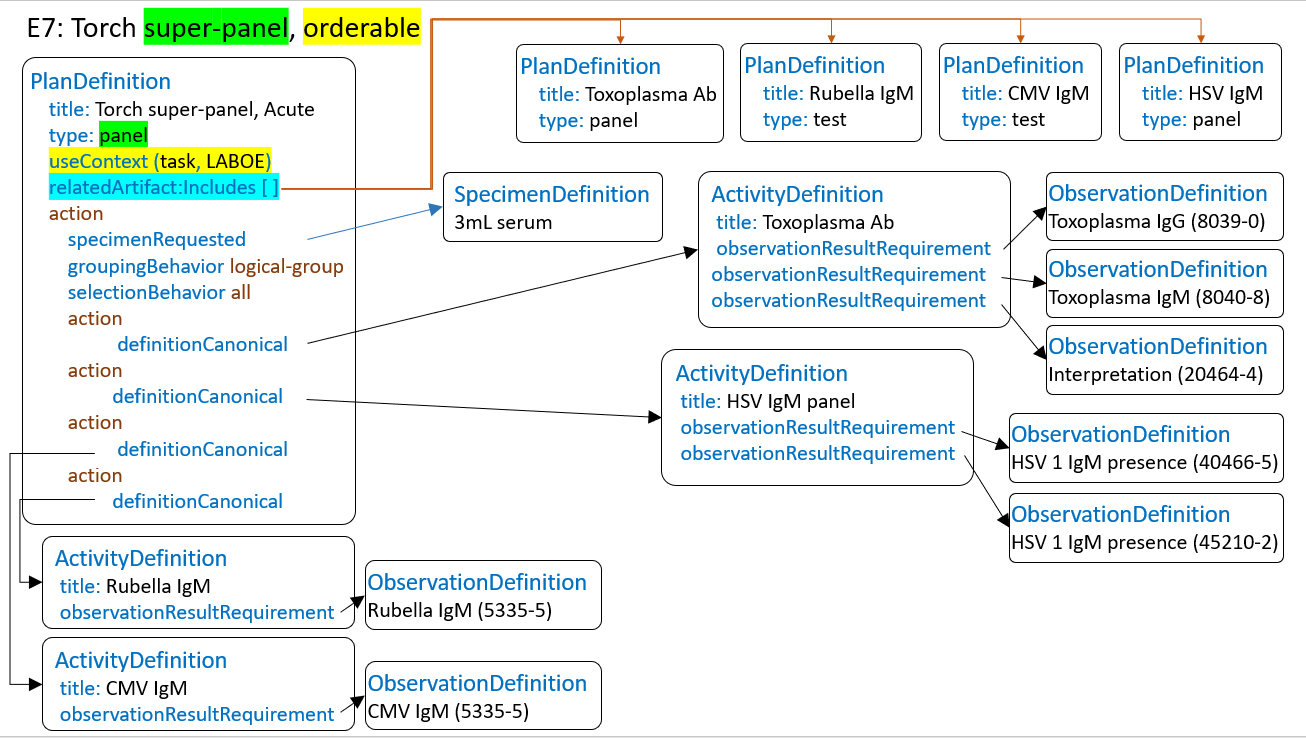 E7: Torch super-panel, orderable
PlanDefinition
title: Torch super-panel, Acute
type: panel
useContext (task, LABOE)
relatedArtifact:Includes [ ]
action
specimenRequested
groupingBehavior logical-group
selectionBehavior all
action
definitionCanonical
action
definitionCanonical
action
definitionCanonical
action
definitionCanonical
PlanDefinition
title: Toxoplasma Ab
type: panel
PlanDefinition
title: Rubella IgM
type: test
PlanDefinition
title: CMV IgM
type: test
PlanDefinition
title: HSV IgM
type: panel
SpecimenDefinition
3mL serum
ActivityDefinition
title: Toxoplasma Ab
observationResultRequirement
observationResultRequirement
observationResultRequirement
ObservationDefinition
Toxoplasma IgG (8039-0)
ObservationDefinition
Toxoplasma IgM (8040-8)
ObservationDefinition
Interpretation (20464-4)
ActivityDefinition
title: HSV IgM panel
observationResultRequirement
observationResultRequirement
ObservationDefinition
HSV 1 IgM presence (40466-5)
ObservationDefinition
HSV 1 IgM presence (45210-2)
ActivityDefinition
title: Rubella IgM
observationResultRequirement
ObservationDefinition
Rubella IgM (5335-5)
ActivityDefinition
title: CMV IgM
observationResultRequirement
ObservationDefinition
CMV IgM (5335-5)